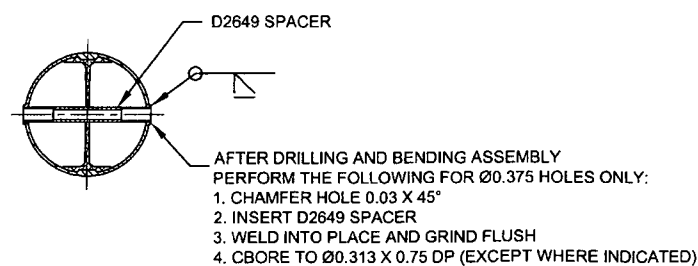 D2649 SPACER
AFTER DRILLING AND BENDING ASSEMBLY
PERFORM THE FOLLOWING FOR Ø0.375 HOLES ONLY:
1. CHAMFER HOLE 0.03 X 45°
2. INSERT D2649 SPACER
3. WELD INTO PLACE AND GRIND FLUSH
4. CBORE TO Ø0.313 X 0.75 DP (EXCEPT WHERE INDICATED)